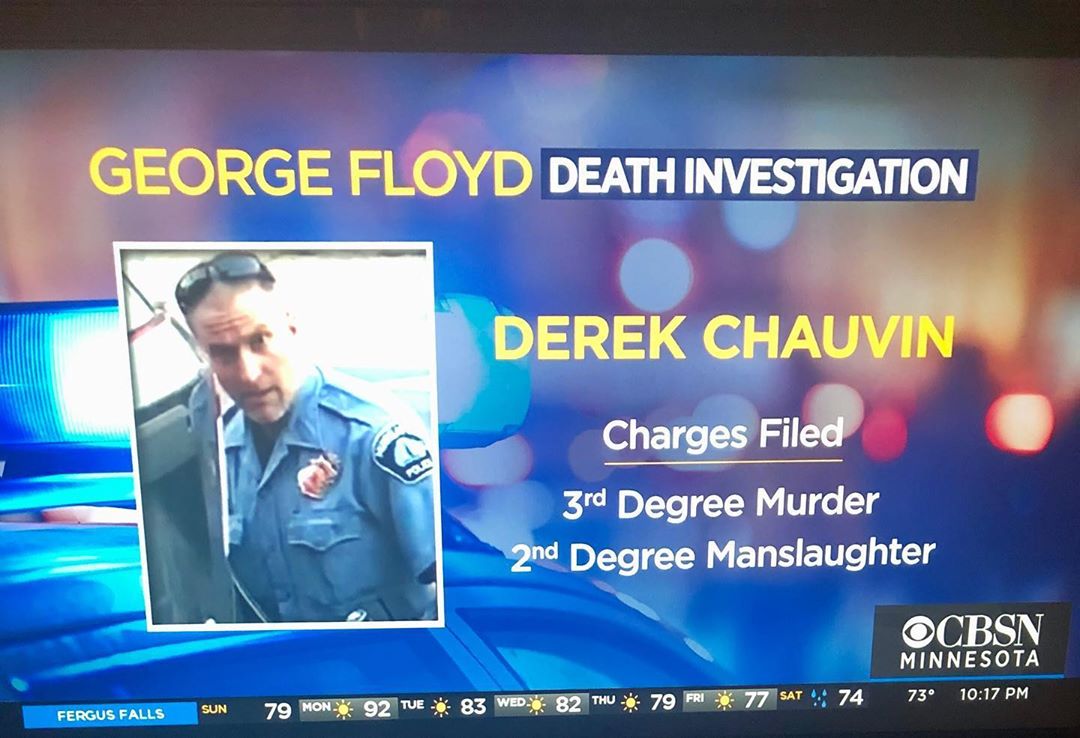 GEORGE FLOYD DEATH INVESTIGATION
DEREK CHAUVIN
Charges Filed
3rd Degree Murder
2nd Degree Manslaughter
POLICE
CBSN
MINNESOTA
FERGUS FALLS SUN 79 MON 92 TUE 83 WED 82 THU 79 FRI 77 SAT 74 73° 10:17 PM